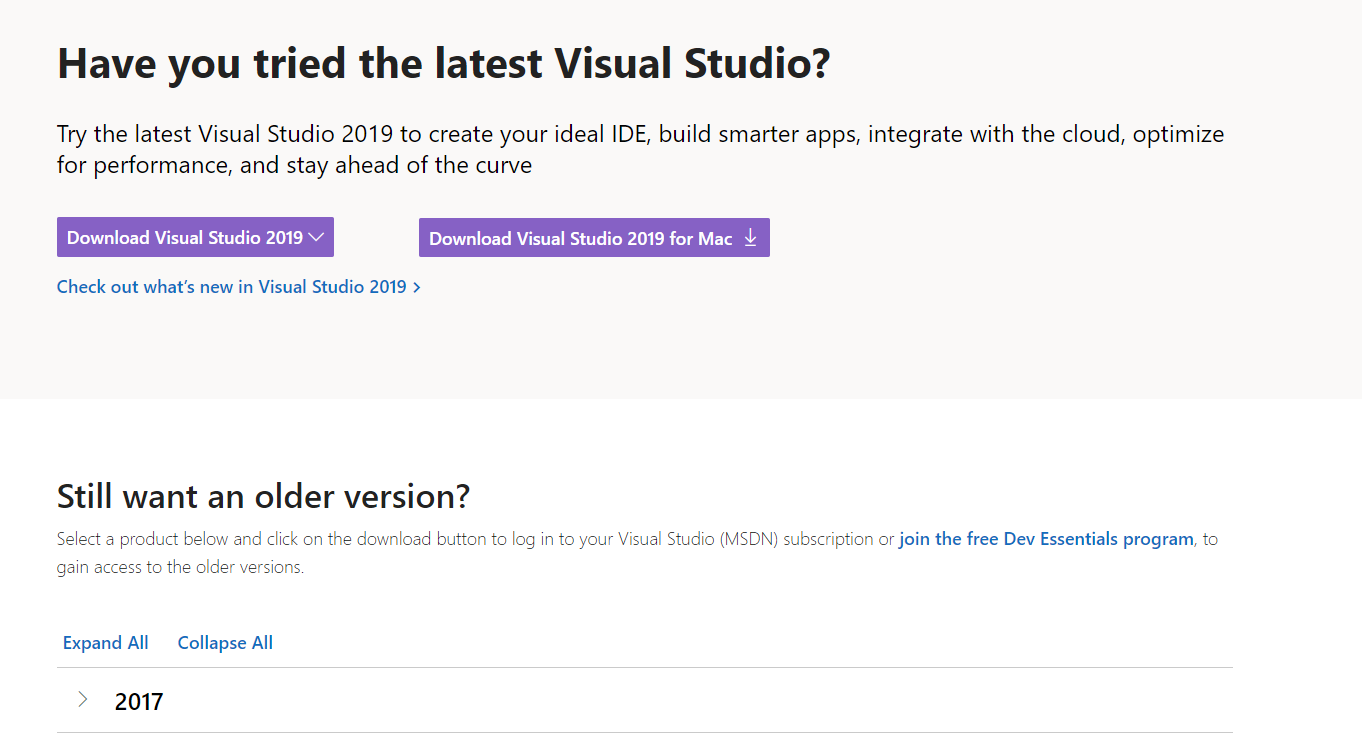 Have you tried the latest Visual Studio?
Try the latest Visual Studio 2019 to create your ideal IDE, build smarter apps, integrate with the cloud, optimize
for performance, and stay ahead of the curve
Download Visual Studio 2019
Download Visual Studio 2019 for Mac
Check out what’s new in Visual Studio 2019
Still want an older version?
Select a product below and click on the download button to log in to your Visual Studio (MSDN) subscription or join the free Dev Essentials program, to
gain access to the older versions.
Expand All Collapse All
2017